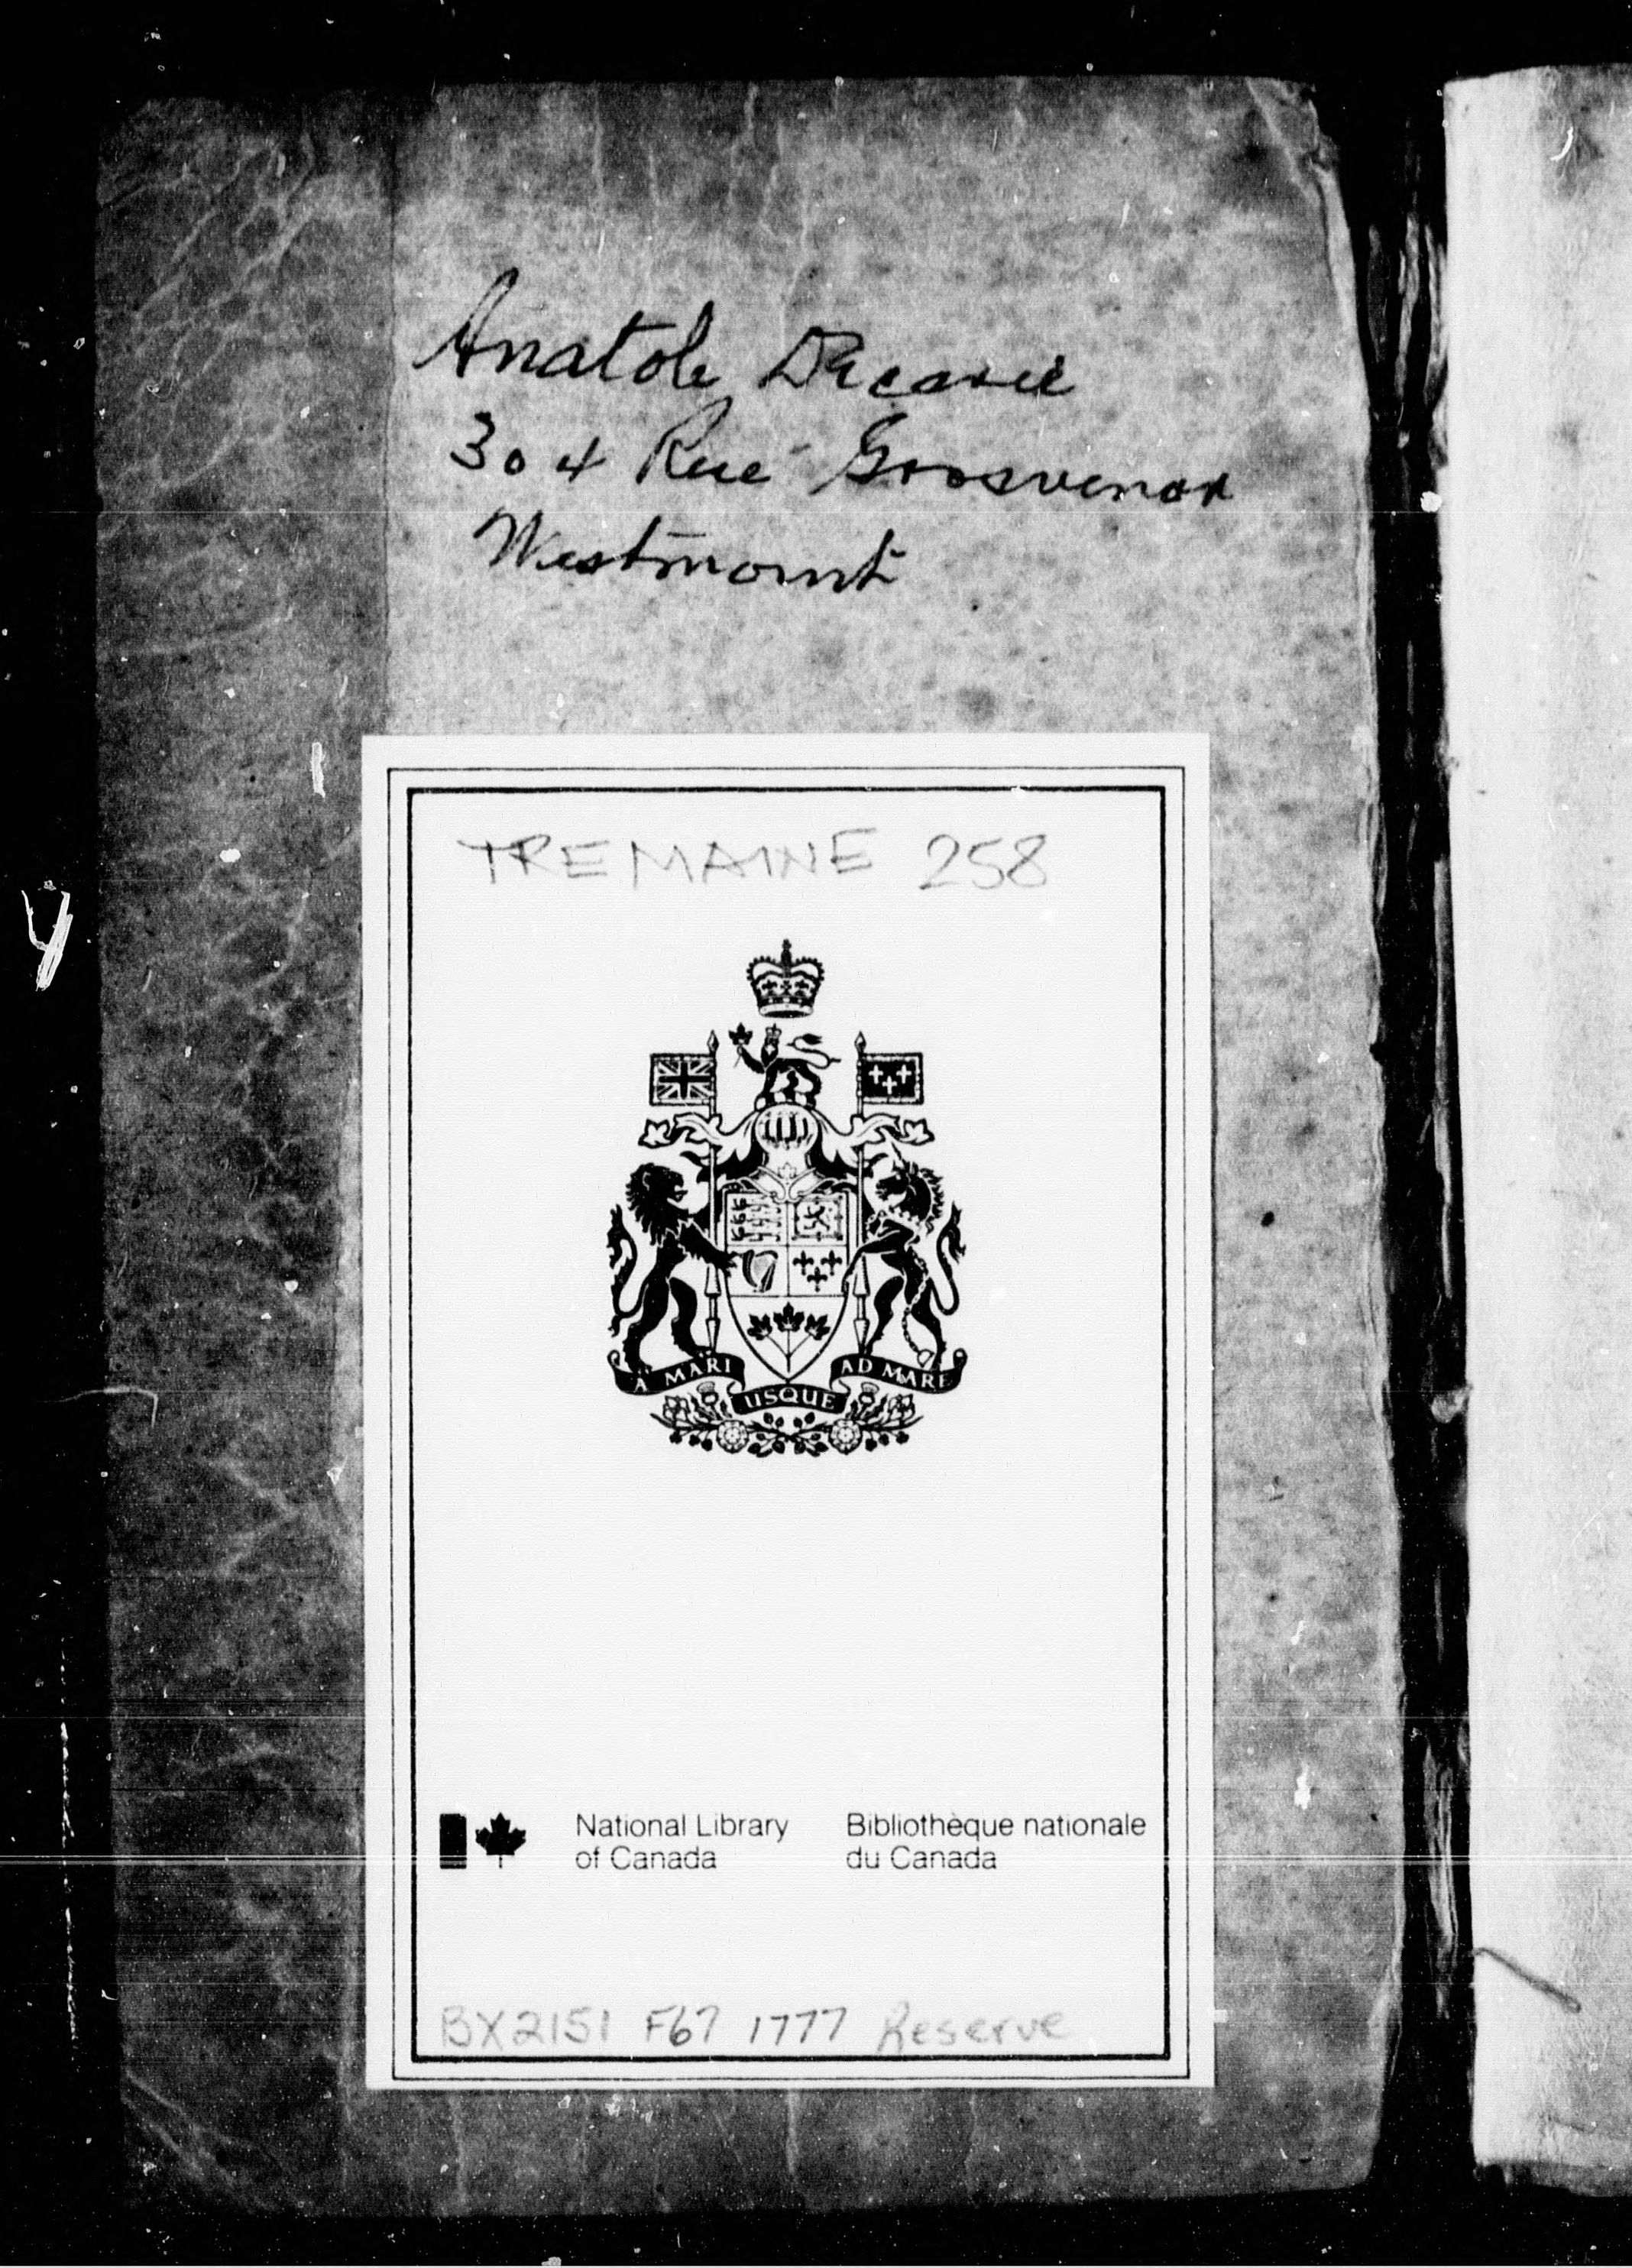 Anatole Décarie
304 Rue Grosvenor
Westmount
TREMAINE 258
A MARI USQUE AD MARE
National Library of Canada
Bibliothèque nationale du Canada
BX2151 F67 1777 Reserve